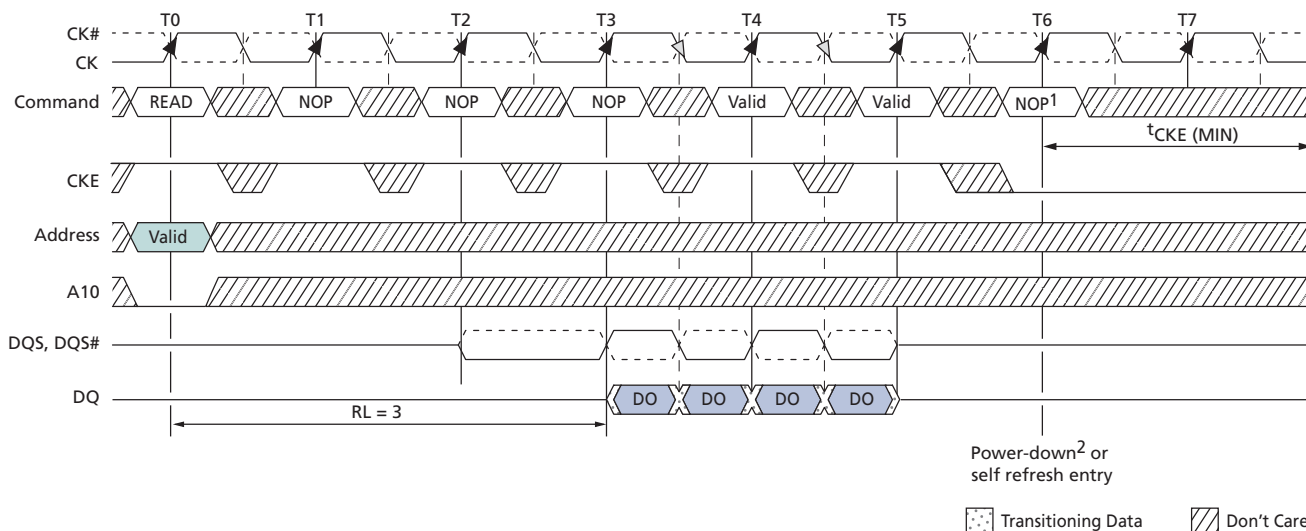 T0 T1 T2 T3 T4 T5 T6 T7
CK#
CK
Command READ NOP NOP NOP Valid Valid NOP1
tCKE (MIN)
CKE
Address Valid
A10
DQS, DQS#
DQ DO DO DO DO
RL = 3
Power-down2 or
self refresh entry
Transitioning Data Don't Care